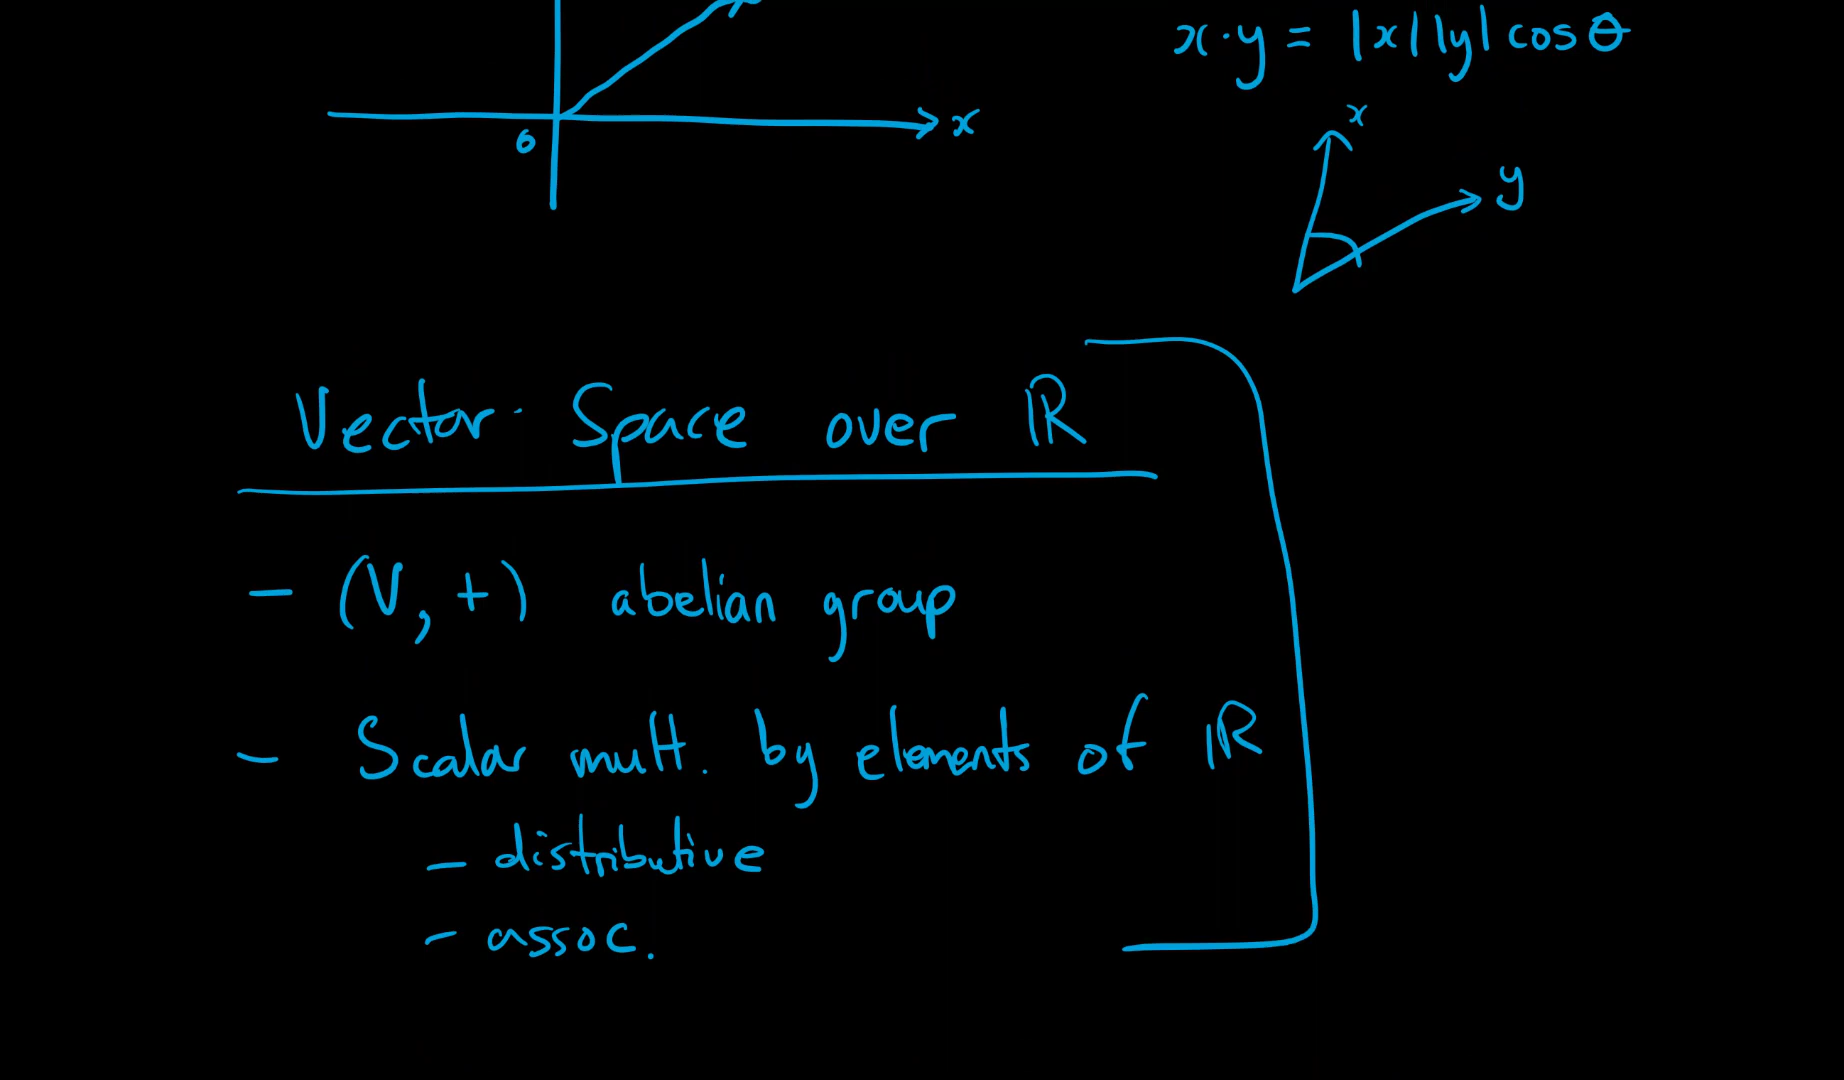 x·y = |x| |y| cos θ
x
x
0
y
Vector Space over ℝ
- (V, +) abelian group
- Scalar mult. by elements of ℝ
- distributive
- assoc.